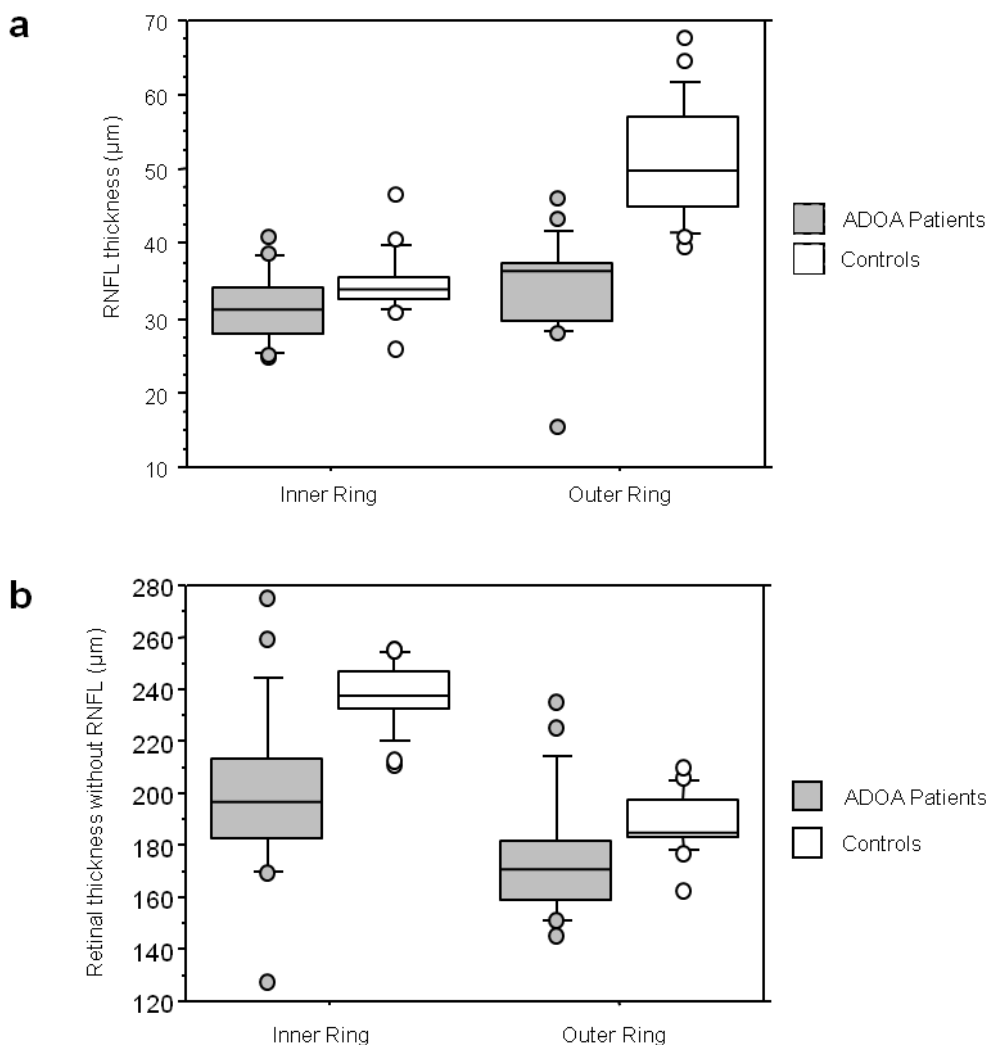 a
RNFL thickness (µm)
70
60
50
40
30
20
10
Inner Ring
Outer Ring
ADOA Patients
Controls
b
Retinal thickness without RNFL (µm)
280
260
240
220
200
180
160
140
120
Inner Ring
Outer Ring
ADOA Patients
Controls